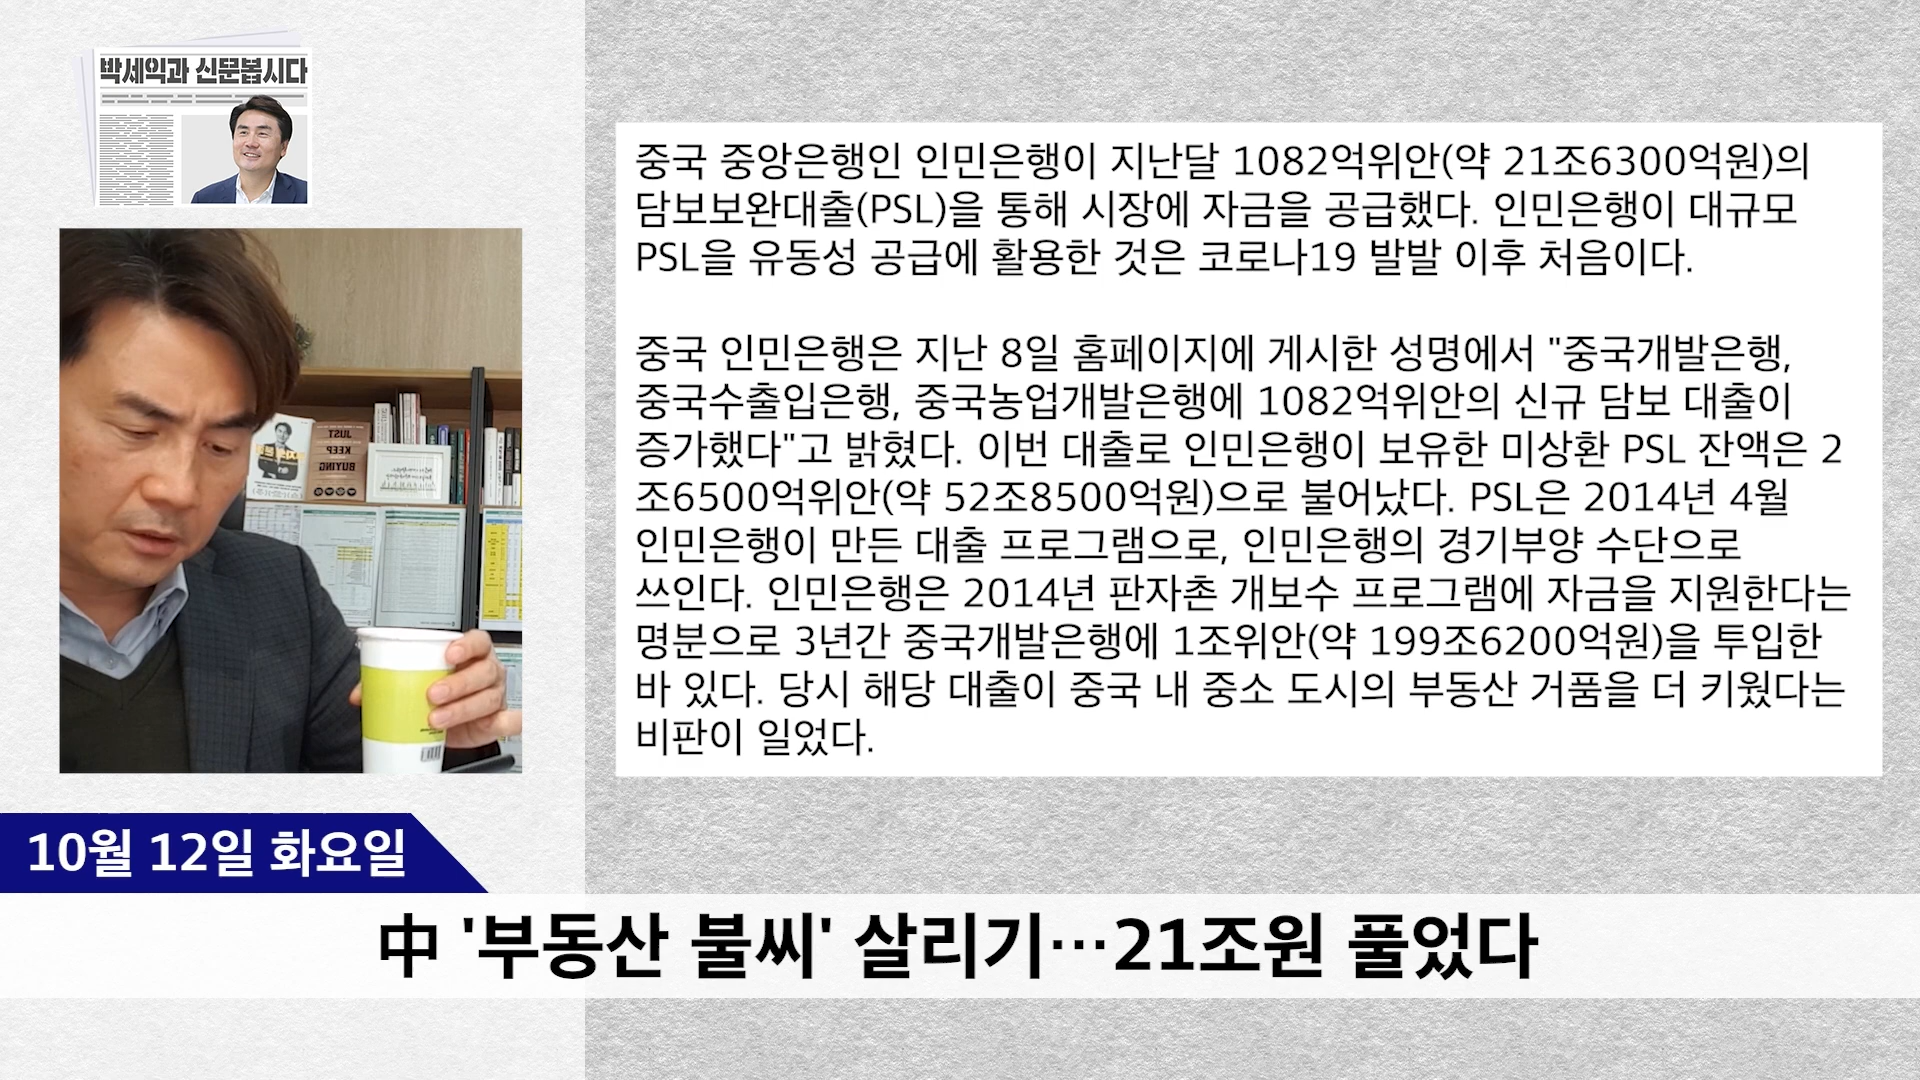 박세익과 신문봅시다
중국 중앙은행인 인민은행이 지난달 1082억위안(약 21조6300억원)의
담보보완대출(PSL)을 통해 시장에 자금을 공급했다. 인민은행이 대규모
PSL을 유동성 공급에 활용한 것은 코로나19 발발 이후 처음이다.
중국 인민은행은 지난 8일 홈페이지에 게시한 성명에서 "중국개발은행,
중국수출입은행, 중국농업개발은행에 1082억위안의 신규 담보 대출이
증가했다"고 밝혔다. 이번 대출로 인민은행이 보유한 미상환 PSL 잔액은 2
조6500억위안(약 52조8500억원)으로 불어났다. PSL은 2014년 4월
인민은행이 만든 대출 프로그램으로, 인민은행의 경기부양 수단으로
쓰인다. 인민은행은 2014년 판자촌 개보수 프로그램에 자금을 지원한다는
명분으로 3년간 중국개발은행에 1조위안(약 199조6200억원)을 투입한
바 있다. 당시 해당 대출이 중국 내 중소 도시의 부동산 거품을 더 키웠다는
비판이 일었다.
JUST
KEEP
BUYING
10월 12일 화요일
中 '부동산 불씨' 살리기…21조원 풀었다